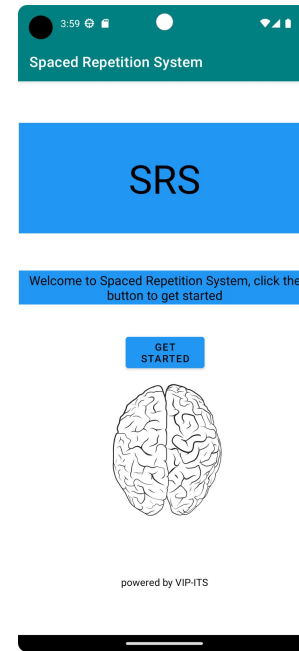 3:59
Spaced Repetition System
SRS
Welcome to Spaced Repetition System, click the
button to get started
GET
STARTED
powered by VIP-ITS